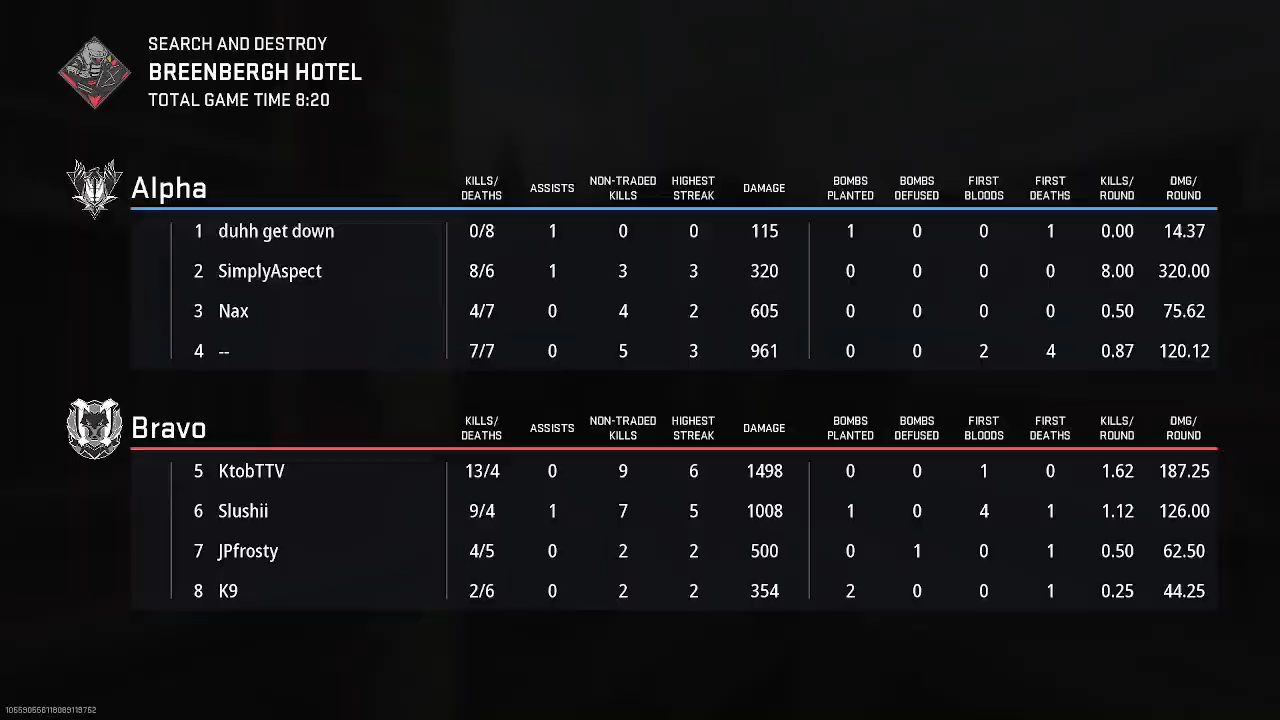 SEARCH AND DESTROY
BREENBERGH HOTEL
TOTAL GAME TIME 8:20
Alpha KILLS/DEATHS ASSISTS NON-TRADED KILLS HIGHEST STREAK DAMAGE BOMBS PLANTED BOMBS DEFUSED FIRST BLOODS FIRST DEATHS KILLS/ROUND DMG/ROUND
1 duhh get down 0/8 1 0 0 115 1 0 0 1 0.00 14.37
2 SimplyAspect 8/6 1 3 3 320 0 0 0 0 8.00 320.00
3 Nax 4/7 0 4 2 605 0 0 0 0 0.50 75.62
4 -- 7/7 0 5 3 961 0 0 2 4 0.87 120.12
Bravo KILLS/DEATHS ASSISTS NON-TRADED KILLS HIGHEST STREAK DAMAGE BOMBS PLANTED BOMBS DEFUSED FIRST BLOODS FIRST DEATHS KILLS/ROUND DMG/ROUND
5 KtobTTV 13/4 0 9 6 1498 0 0 1 0 1.62 187.25
6 Slushii 9/4 1 7 5 1008 1 0 4 1 1.12 126.00
7 JPfrosty 4/5 0 2 2 500 0 1 0 1 0.50 62.50
8 K9 2/6 0 2 2 354 2 0 0 1 0.25 44.25